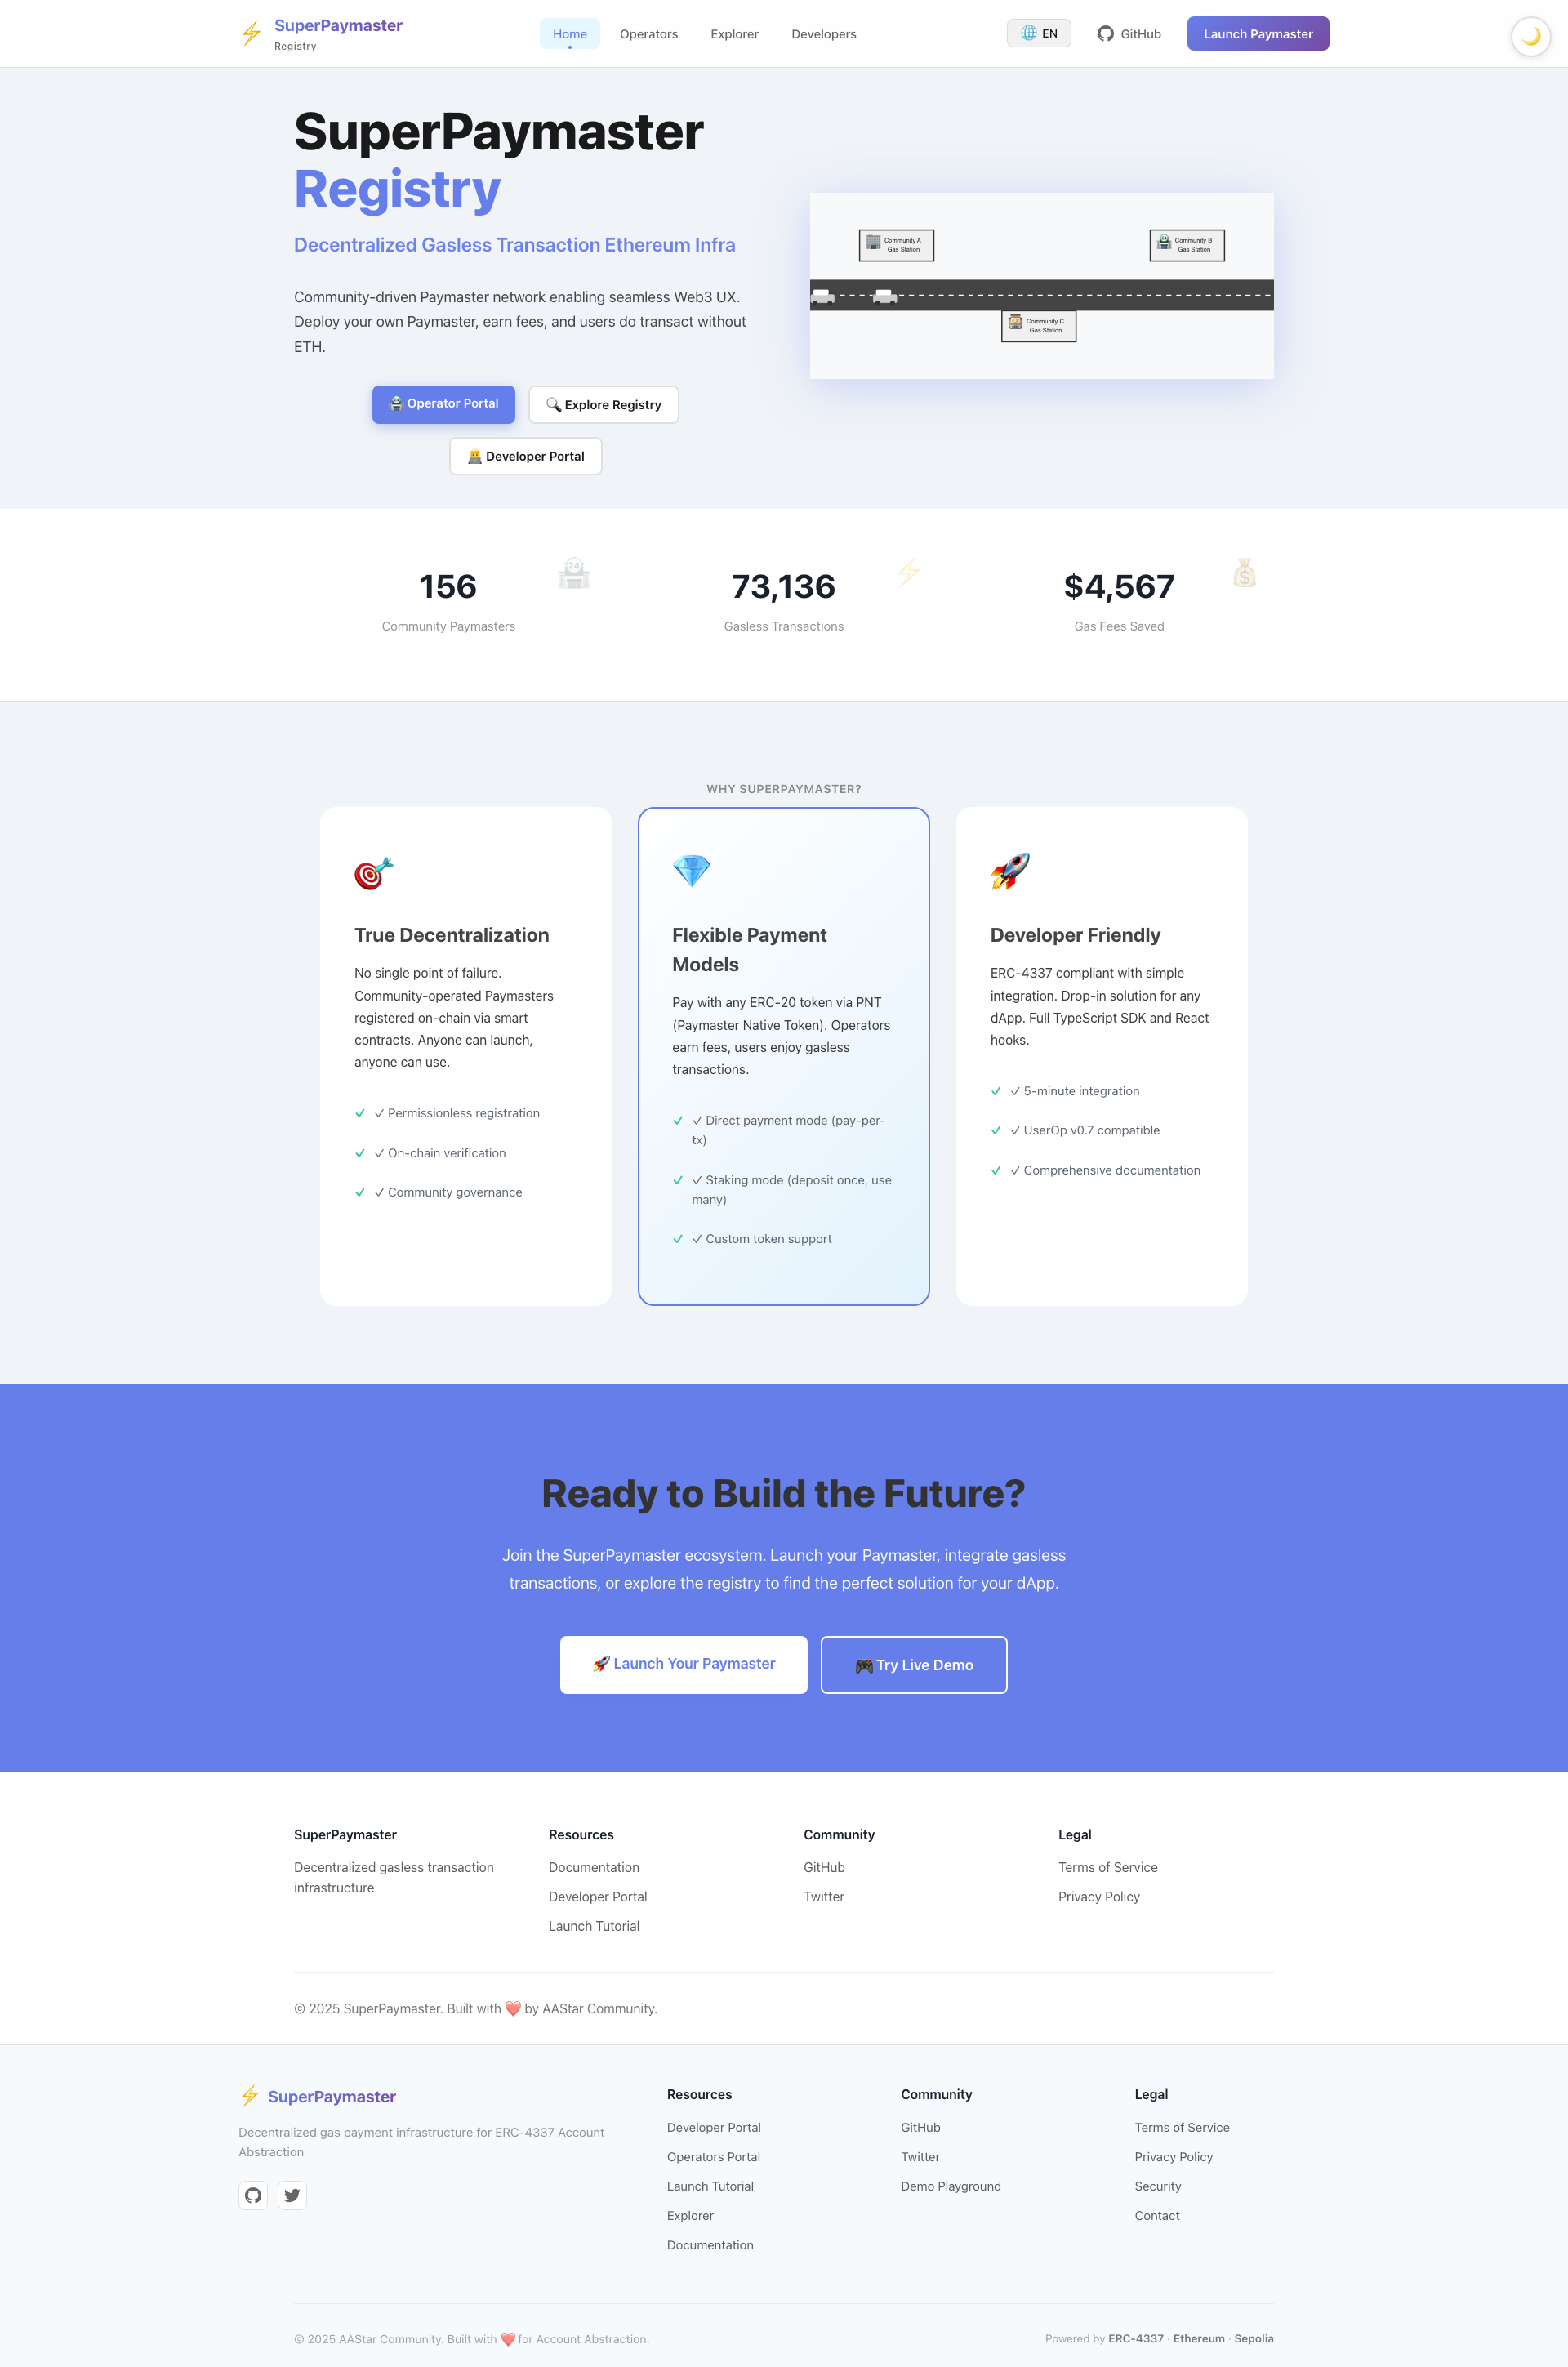 ⚡ SuperPaymaster
Registry
Home
Operators
Explorer
Developers
🌐 EN
GitHub
Launch Paymaster
🌙
SuperPaymaster
Registry
Decentralized Gasless Transaction Ethereum Infra
Community-driven Paymaster network enabling seamless Web3 UX.
Deploy your own Paymaster, earn fees, and users do transact without
ETH.
🏢 Community A
Gas Station
🏪 Community B
Gas Station
🏫 Community C
Gas Station
🏪 Operator Portal
🔍 Explore Registry
👨‍💻 Developer Portal
156
Community Paymasters
🏪
73,136
Gasless Transactions
⚡
$4,567
Gas Fees Saved
💰
WHY SUPERPAYMASTER?
🎯
True Decentralization
No single point of failure.
Community-operated Paymasters
registered on-chain via smart
contracts. Anyone can launch,
anyone can use.
✓ ✓ Permissionless registration
✓ ✓ On-chain verification
✓ ✓ Community governance
💎
Flexible Payment
Models
Pay with any ERC-20 token via PNT
(Paymaster Native Token). Operators
earn fees, users enjoy gasless
transactions.
✓ ✓ Direct payment mode (pay-per-
tx)
✓ ✓ Staking mode (deposit once, use
many)
✓ ✓ Custom token support
🚀
Developer Friendly
ERC-4337 compliant with simple
integration. Drop-in solution for any
dApp. Full TypeScript SDK and React
hooks.
✓ ✓ 5-minute integration
✓ ✓ UserOp v0.7 compatible
✓ ✓ Comprehensive documentation
Ready to Build the Future?
Join the SuperPaymaster ecosystem. Launch your Paymaster, integrate gasless
transactions, or explore the registry to find the perfect solution for your dApp.
🚀 Launch Your Paymaster
🎮 Try Live Demo
SuperPaymaster
Decentralized gasless transaction
infrastructure
Resources
Documentation
Developer Portal
Launch Tutorial
Community
GitHub
Twitter
Legal
Terms of Service
Privacy Policy
© 2025 SuperPaymaster. Built with ❤️ by AAStar Community.
⚡ SuperPaymaster
Decentralized gas payment infrastructure for ERC-4337 Account
Abstraction
Resources
Developer Portal
Operators Portal
Launch Tutorial
Explorer
Documentation
Community
GitHub
Twitter
Demo Playground
Legal
Terms of Service
Privacy Policy
Security
Contact
© 2025 AAStar Community. Built with ❤️ for Account Abstraction.
Powered by ERC-4337 · Ethereum · Sepolia